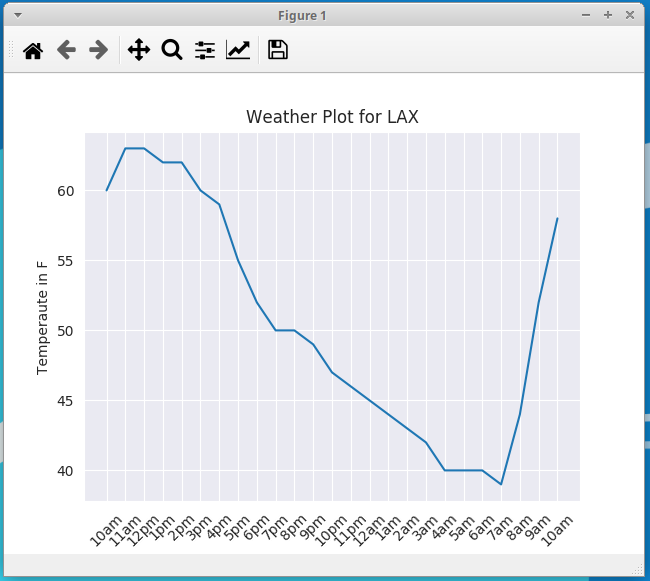 Figure 1
Weather Plot for LAX
Temperaute in F
60
55
50
45
40
10am
11am
12pm
1pm
2pm
3pm
4pm
5pm
6pm
7pm
8pm
9pm
10pm
11pm
12am
1am
2am
3am
4am
5am
6am
7am
8am
9am
10am